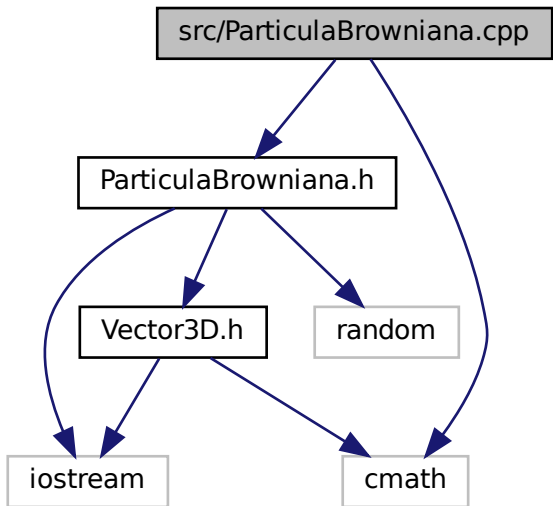 src/ParticulaBrowniana.cpp
ParticulaBrowniana.h
Vector3D.h
random
iostream
cmath